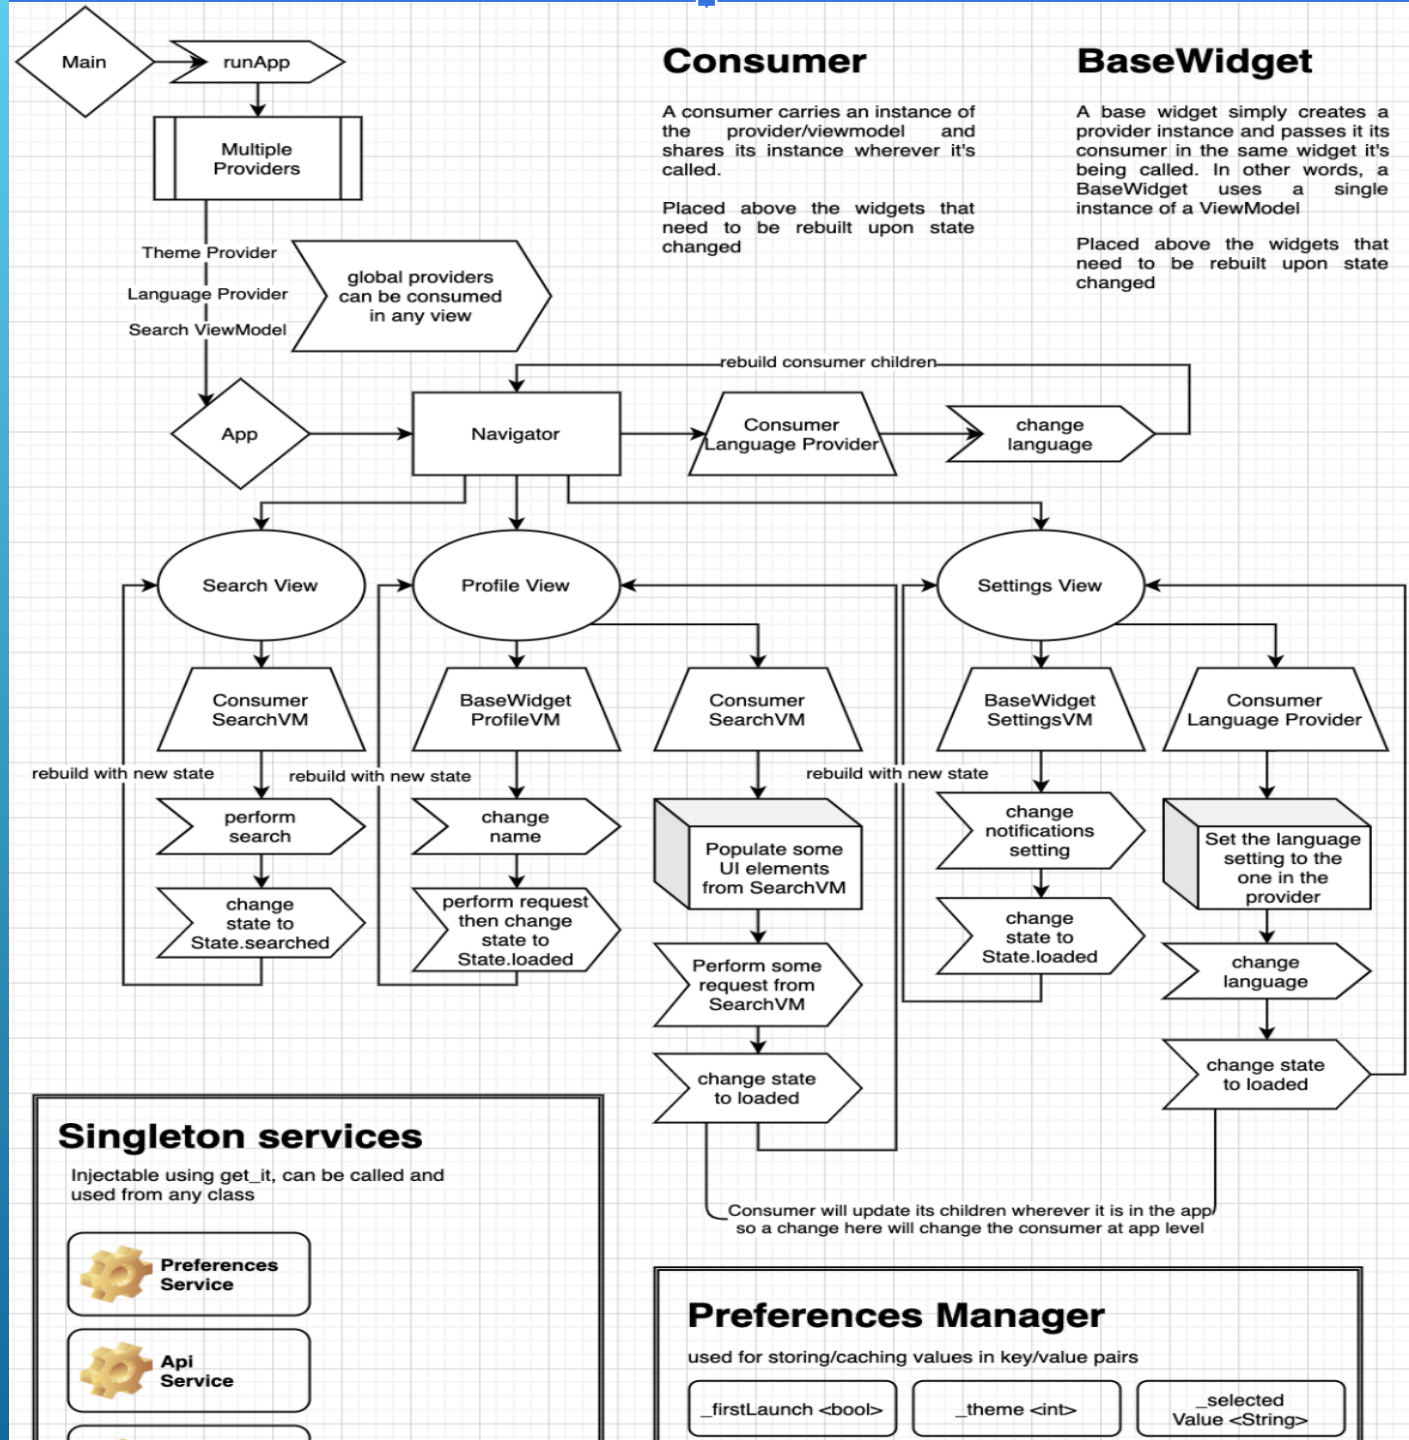 Main
runApp
Multiple
Providers
Theme Provider
Language Provider
Search ViewModel
global providers
can be consumed
in any view
Consumer
A consumer carries an instance of
the provider/viewmodel and
shares its instance wherever it's
called.
Placed above the widgets that
need to be rebuilt upon state
changed
BaseWidget
A base widget simply creates a
provider instance and passes it its
consumer in the same widget it's
being called. In other words, a
BaseWidget uses a single
instance of a ViewModel
Placed above the widgets that
need to be rebuilt upon state
changed
rebuild consumer children
App
Navigator
Consumer
Language Provider
change
language
Search View
Profile View
Settings View
Consumer
SearchVM
BaseWidget
ProfileVM
Consumer
SearchVM
BaseWidget
SettingsVM
Consumer
Language Provider
rebuild with new state
rebuild with new state
rebuild with new state
perform
search
change
state to
State.searched
change
name
perform request
then change
state to
State.loaded
Populate some
UI elements
from SearchVM
Perform some
request from
SearchVM
change state
to loaded
change
notifications
setting
change
state to
State.loaded
Set the language
setting to the
one in the
provider
change
language
change state
to loaded
Consumer will update its children wherever it is in the app
so a change here will change the consumer at app level
Singleton services
Injectable using get_it, can be called and
used from any class
Preferences
Service
Api
Service
Preferences Manager
used for storing/caching values in key/value pairs
_firstLaunch <bool>
_theme <int>
_selected
Value <String>